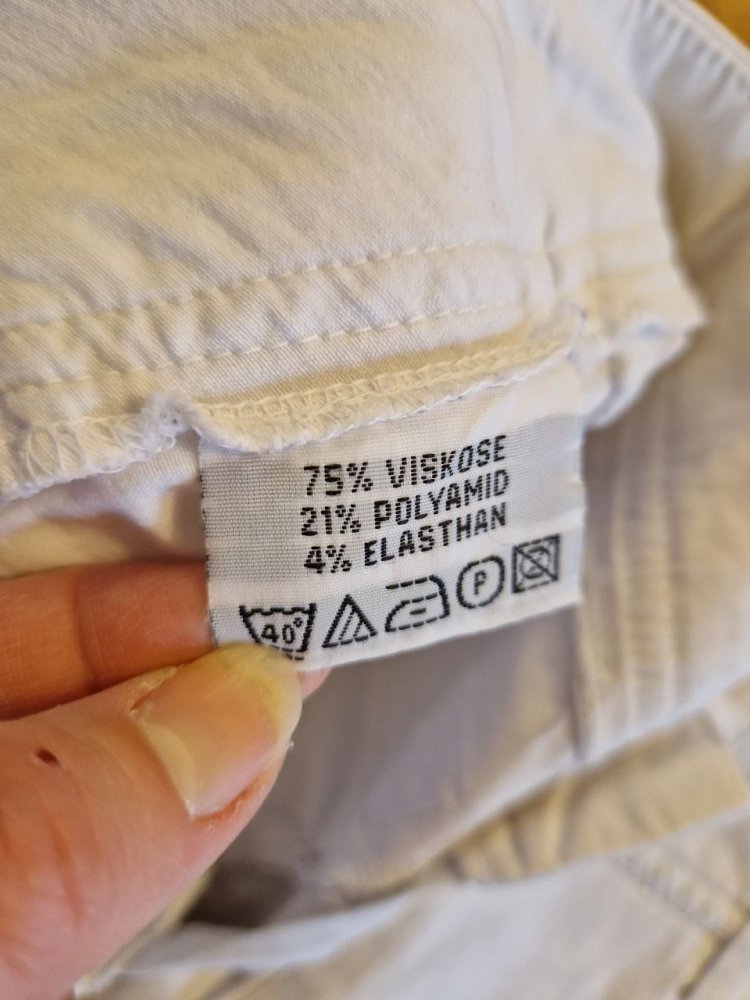 75% VISKOSE
21% POLYAMID
4% ELASTHAN
40° P